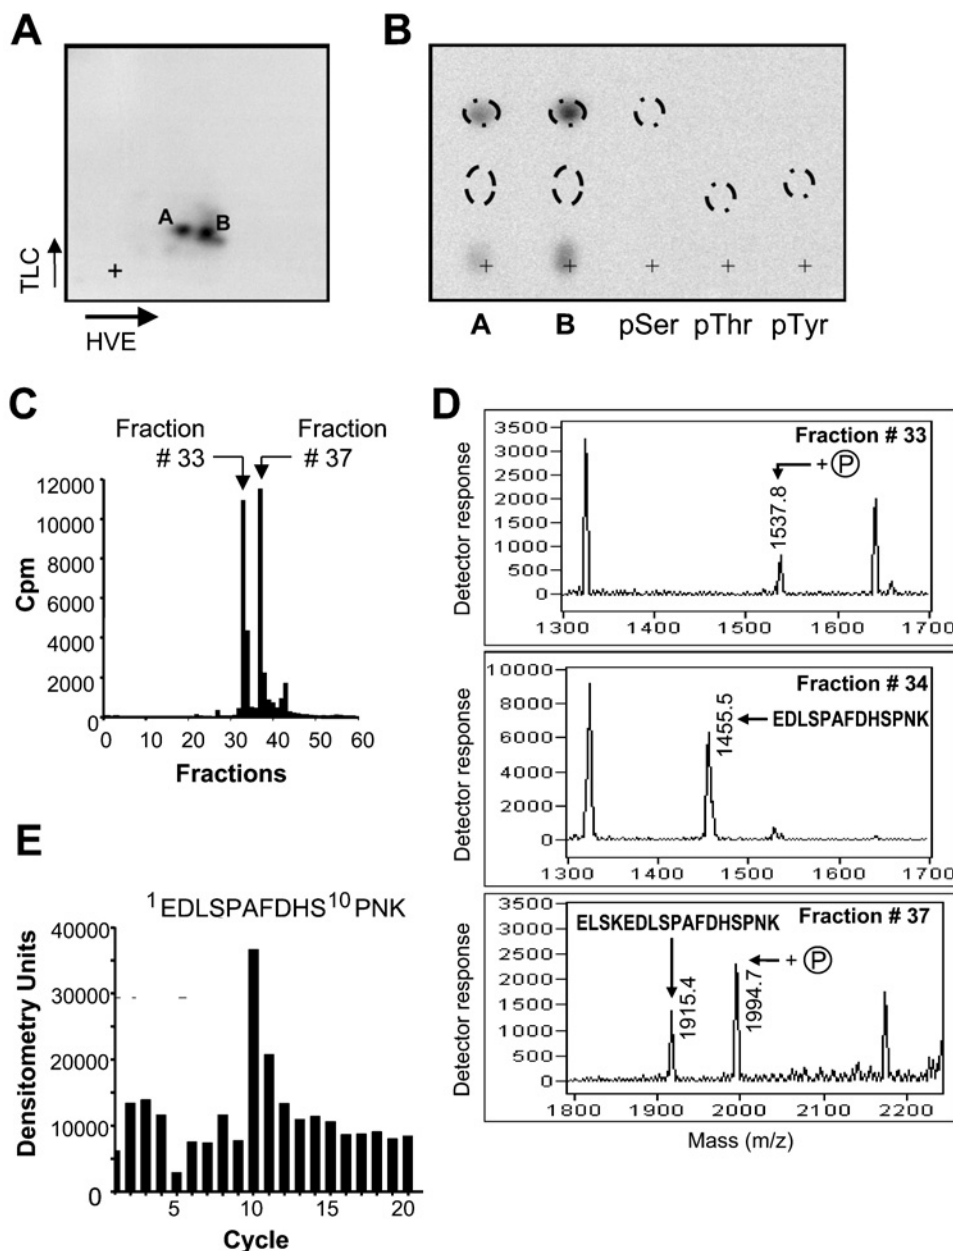 A
A
B
+
TLC
HVE
B
+ + + + +
A B pSer pThr pTyr
C
Fraction # 33
Fraction # 37
12000
10000
8000
6000
4000
2000
0
Cpm
0 10 20 30 40 50 60
Fractions
D
Fraction # 33
+ P
1537.8
3500
3000
2500
2000
1500
1000
500
0
Detector response
1300 1400 1500 1600 1700
Fraction # 34
1455.5
EDLSPAFDHSPNK
10000
8000
6000
4000
2000
0
Detector response
1300 1400 1500 1600 1700
ELSKEDLSPAFDHSPNK
Fraction # 37
+ P
1915.4
1994.7
3500
3000
2500
2000
1500
1000
500
0
Detector response
1800 1900 2000 2100 2200
Mass (m/z)
E
1EDLSPAFDHS10PNK
40000
30000
20000
10000
0
Densitometry Units
5 10 15 20
Cycle